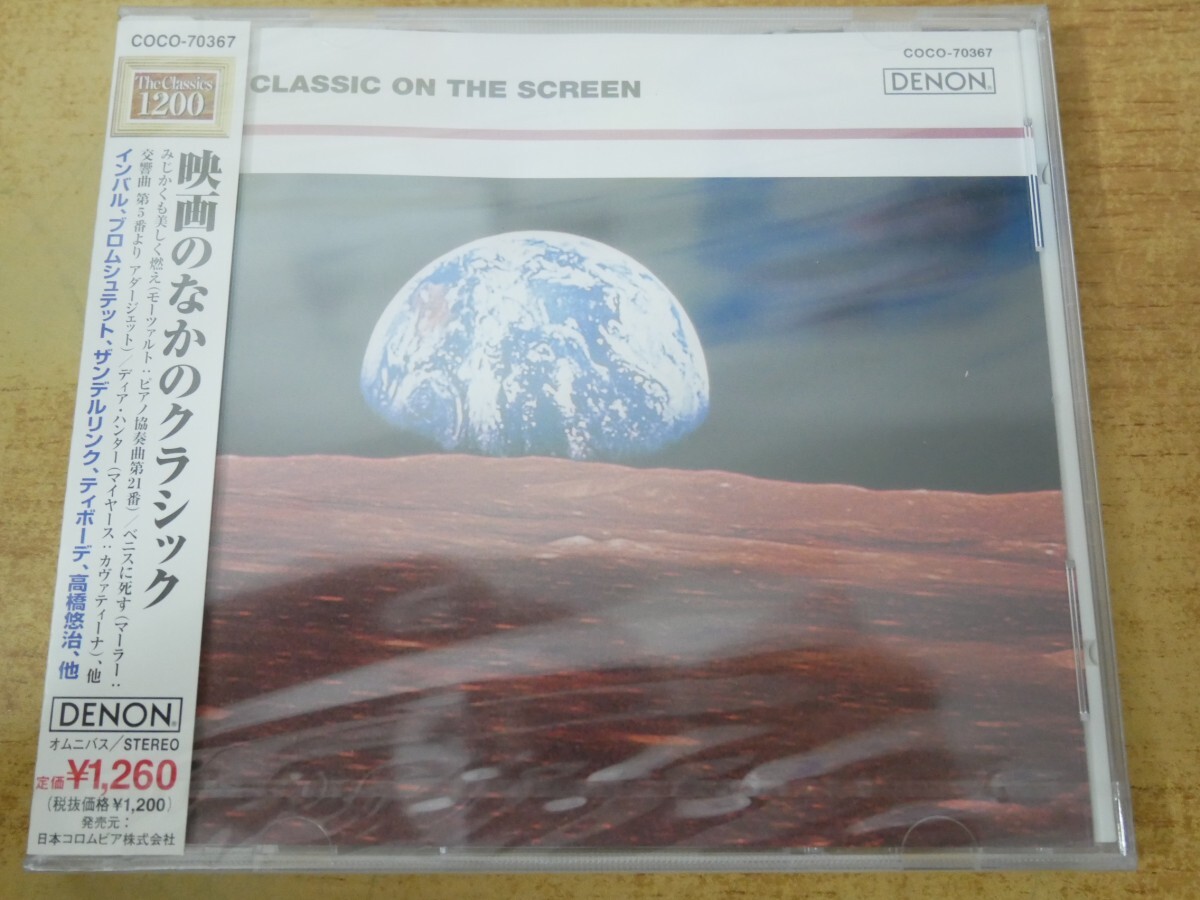 COCO-70367
The Classics
1200
映画のなかのクラシック
みじかくも美しく燃え(モーツァルト:ピアノ協奏曲第21番)/ベニスに死す(マーラー:
交響曲 第5番より アダージェット)/ディア・ハンター(マイヤース:カヴァティーナ)、他
インバル、ブロムシュテット、ザンデルリンク、ティボーデ、高橋悠治、他
DENON
オムニバス/STEREO
定価¥1,260
(税抜価格¥1,200)
発売元:
日本コロムビア株式会社
COCO-70367
CLASSIC ON THE SCREEN
DENON